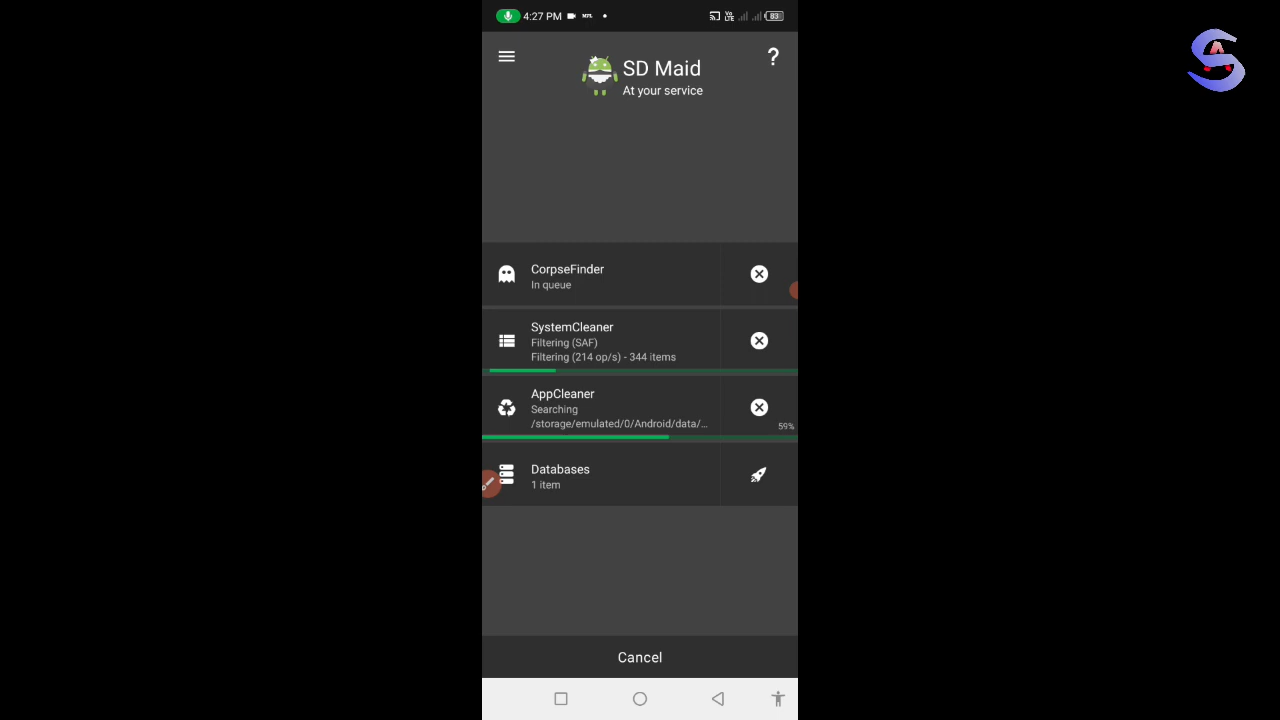 4:27 PM
83
SD Maid
?
At your service
CorpseFinder
In queue
SystemCleaner
Filtering (SAF)
Filtering (214 op/s) - 344 items
AppCleaner
Searching
/storage/emulated/0/Android/data/...
59%
Databases
1 item
Cancel